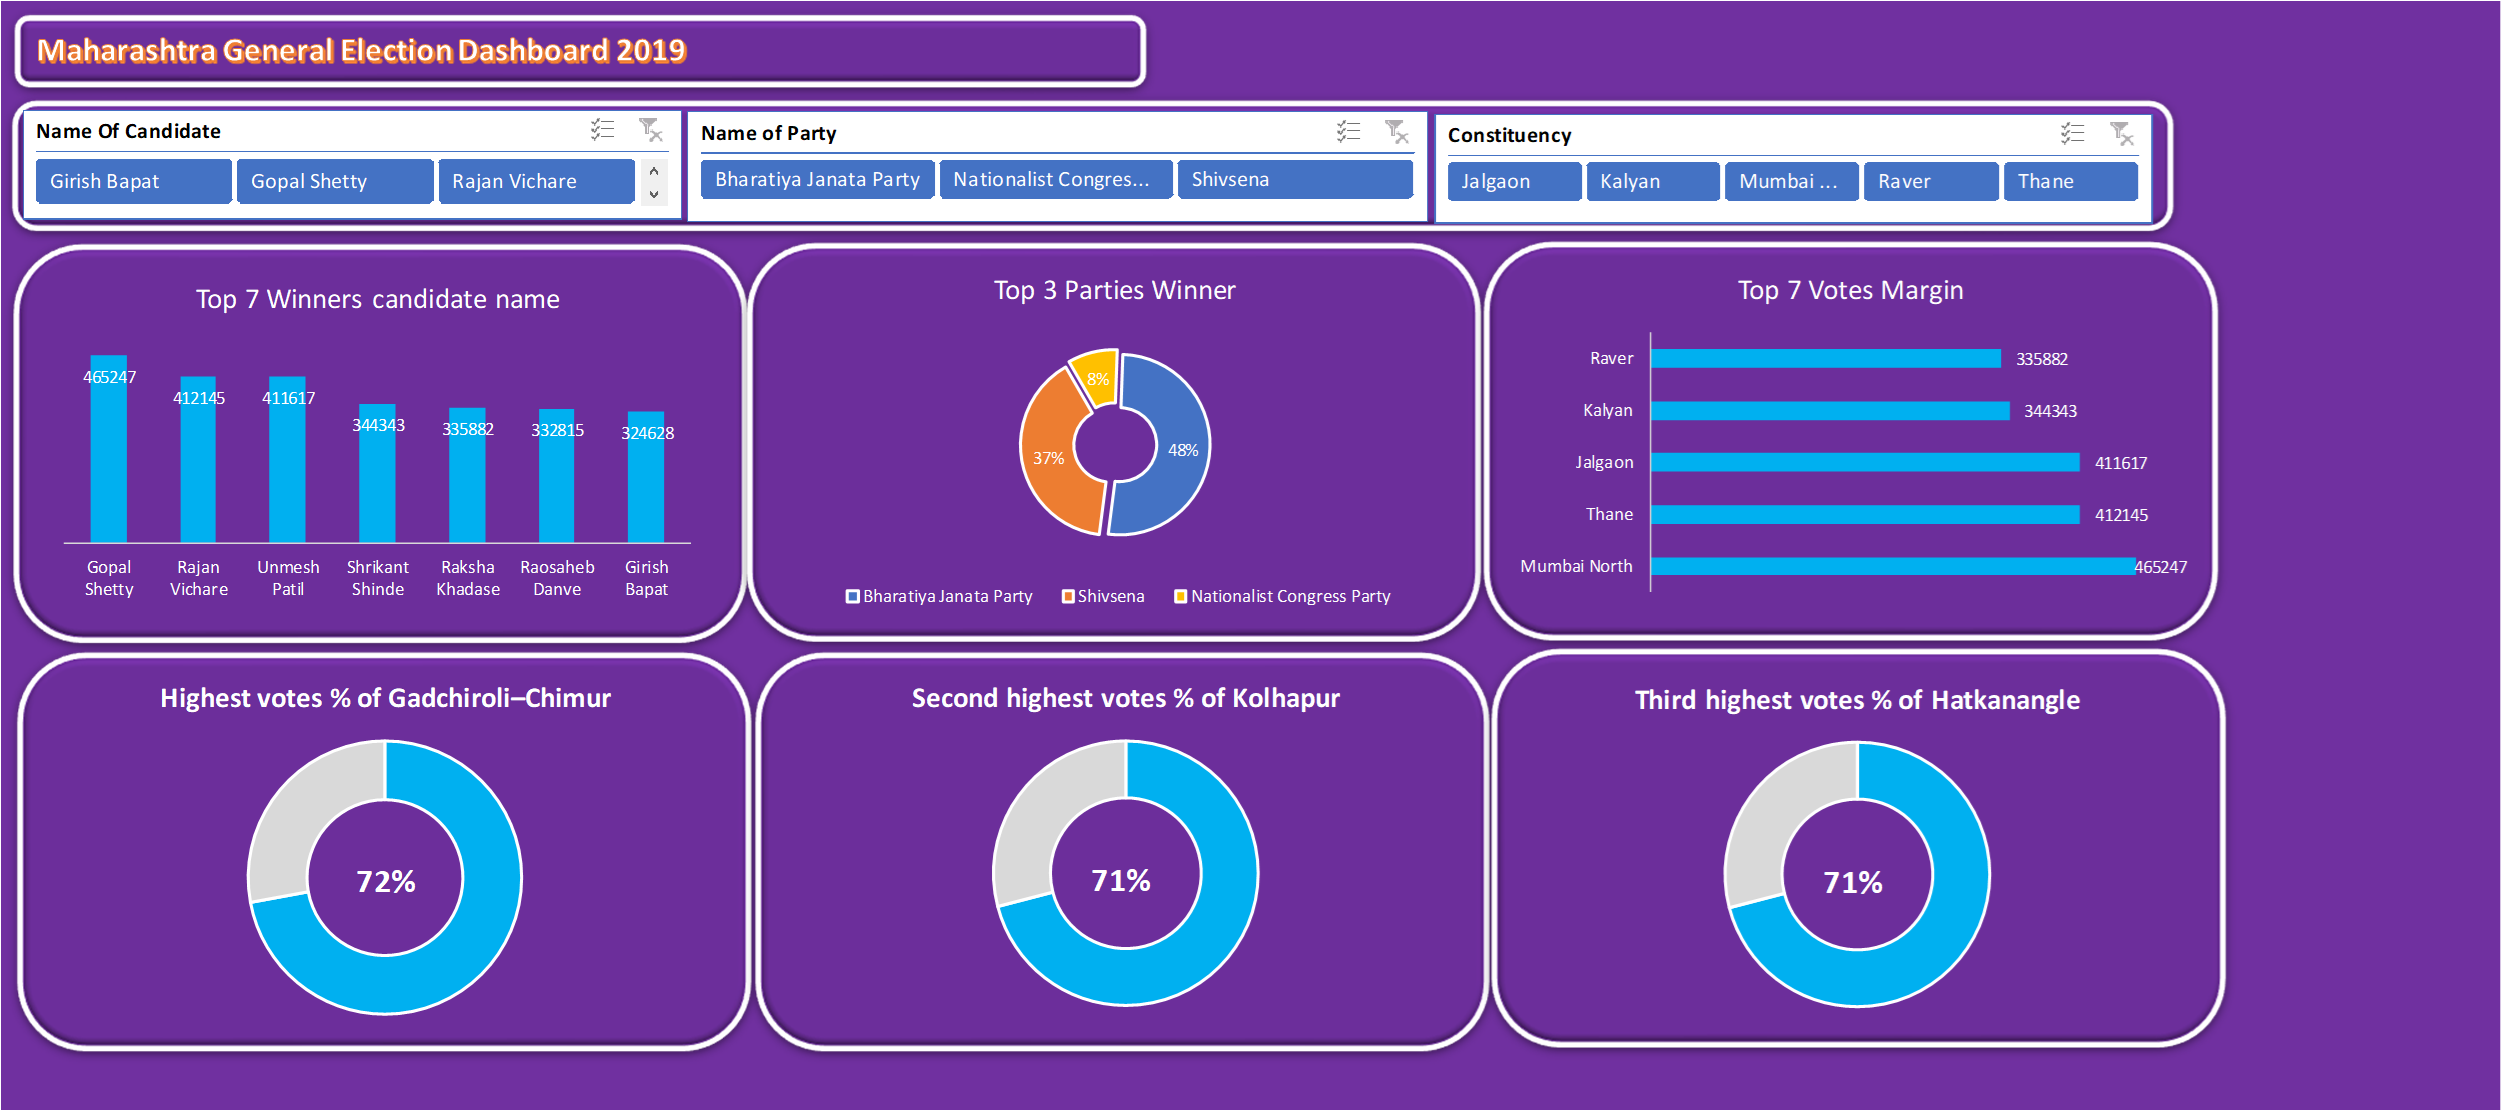 Maharashtra General Election Dashboard 2019
Name Of Candidate
Girish Bapat
Gopal Shetty
Rajan Vichare
Name of Party
Bharatiya Janata Party
Nationalist Congres...
Shivsena
Constituency
Jalgaon
Kalyan
Mumbai ...
Raver
Thane
Top 7 Winners candidate name
465247
412145
411617
344343
335882
332815
324628
Gopal
Shetty
Rajan
Vichare
Unmesh
Patil
Shrikant
Shinde
Raksha
Khadase
Raosaheb
Danve
Girish
Bapat
Top 3 Parties Winner
8%
37%
48%
Bharatiya Janata Party
Shivsena
Nationalist Congress Party
Top 7 Votes Margin
Raver
335882
Kalyan
344343
Jalgaon
411617
Thane
412145
Mumbai North
465247
Highest votes % of Gadchiroli–Chimur
72%
Second highest votes % of Kolhapur
71%
Third highest votes % of Hatkanangle
71%